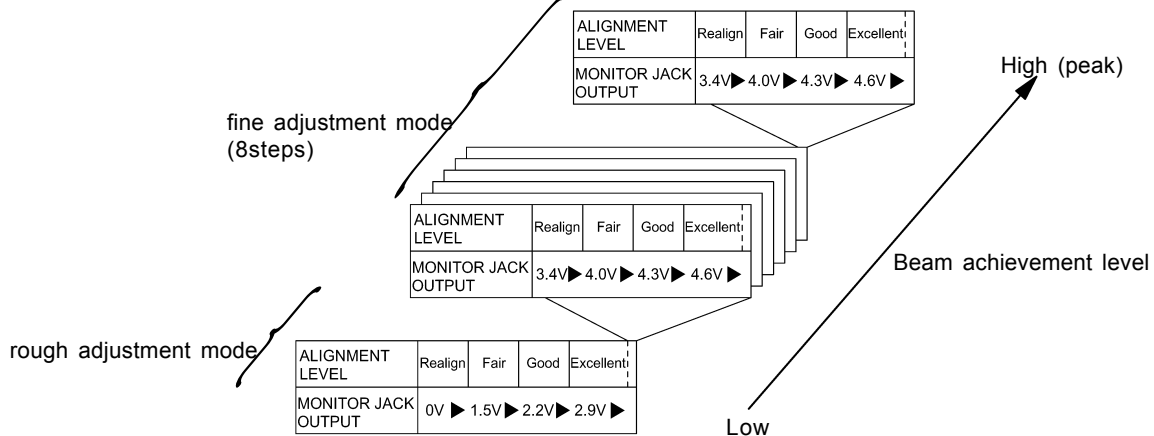 ALIGNMENT LEVEL Realign Fair Good Excellent
MONITOR JACK OUTPUT 3.4V▶4.0V▶4.3V▶4.6V▶
High (peak)
fine adjustment mode
(8steps)
ALIGNMENT LEVEL Realign Fair Good Excellent
MONITOR JACK OUTPUT 3.4V▶4.0V▶4.3V▶4.6V▶
Beam achievement level
rough adjustment mode
ALIGNMENT LEVEL Realign Fair Good Excellent
MONITOR JACK OUTPUT 0V▶1.5V▶2.2V▶2.9V▶
Low